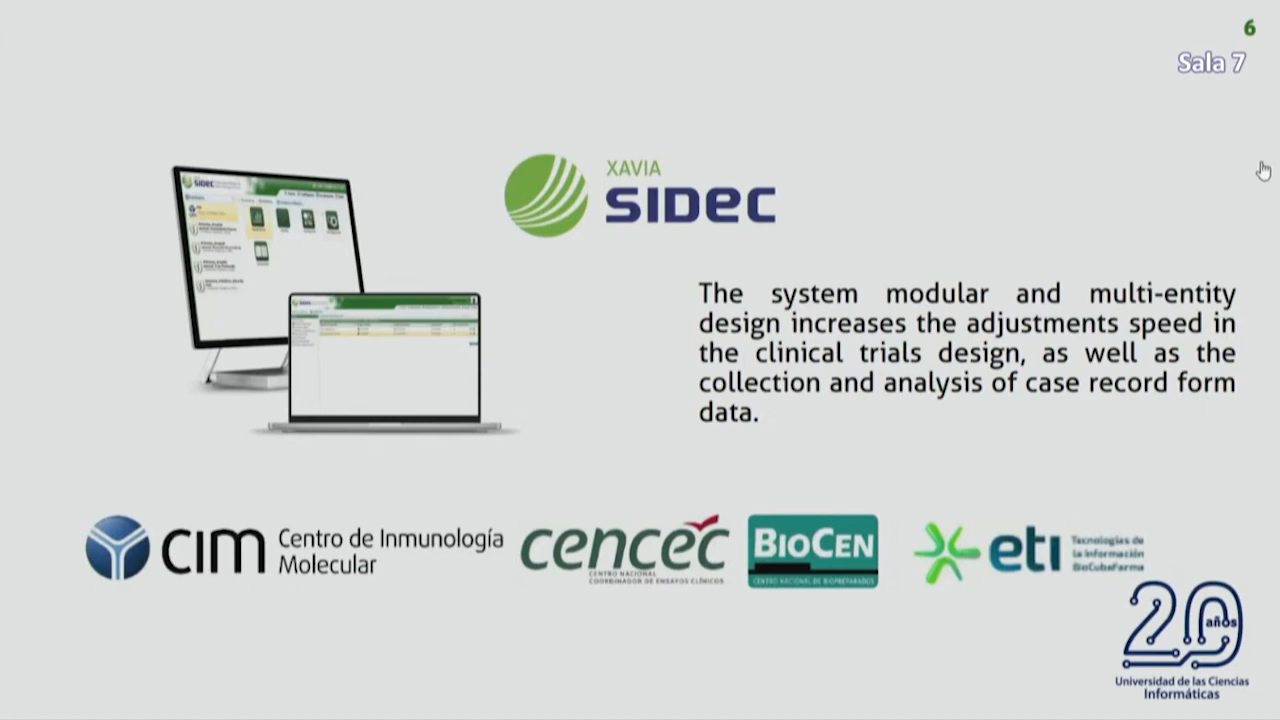 6
Sala 7
XAVIA
SIDEC
The system modular and multi-entity
design increases the adjustments speed in
the clinical trials design, as well as the
collection and analysis of case record form
data.
CIM Centro de Inmunología
Molecular
cencec
CENTRO NACIONAL
COORDINADOR DE ENSAYOS CLÍNICOS
BIOCEN
CENTRO NACIONAL DE BIOPREPARADOS
eti Tecnologías de
la Información
BioCubaFarma
20 años
Universidad de las Ciencias
Informáticas